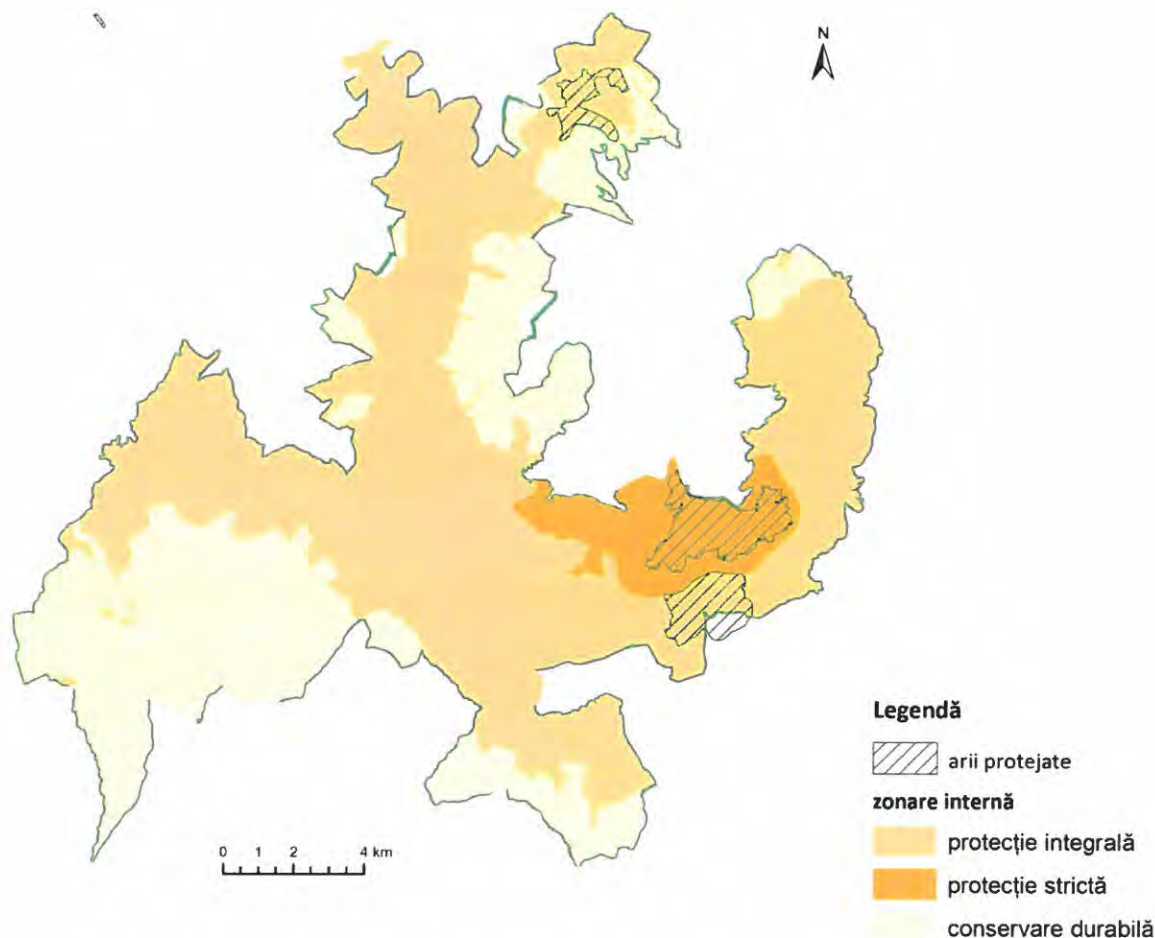 N
Legendă
arii protejate
zonare internă
protecție integrală
protecție strictă
conservare durabilă
0 1 2 4 km